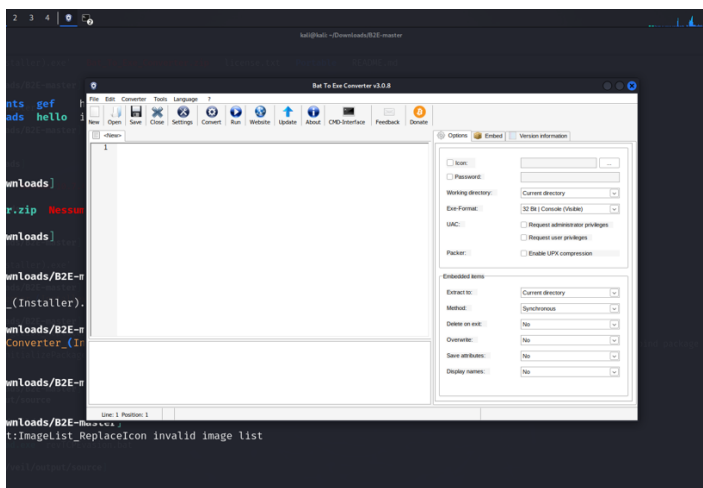 2 3 4
2
kali@kali: ~/Downloads/B2E-master
nts gef
ads hello
wnloads]
r.zip Nessum
wnloads]
wnloads/B2E-m
_(Installer).
wnloads/B2E-m
Converter_(In
wnloads/B2E-m
wnloads/B2E-master]
t:ImageList_ReplaceIcon invalid image list
Bat To Exe Converter v3.0.8
File Edit Converter Tools Language ?
New Open Save Close Settings Convert Run Website Update About CMD-Interface Feedback Donate
<New>
1
Options Embed Version information
Icon:
...
Password:
Working directory: Current directory
Exe-Format: 32 Bit | Console (Visible)
UAC: Request administrator privileges
Request user privileges
Packer: Enable UPX compression
Embedded items
Extract to: Current directory
Method: Synchronous
Delete on exit: No
Overwrite: No
Save attributes: No
Display names: No
Line: 1 Position: 1